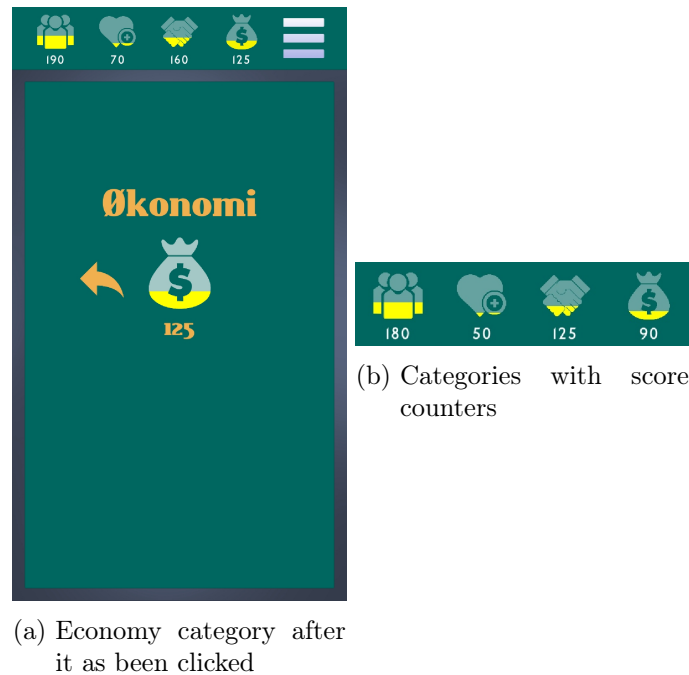 190 70 160 125
Økonomi
$
125
180 50 125 90
(a) Economy category after
it as been clicked
(b) Categories with score
counters